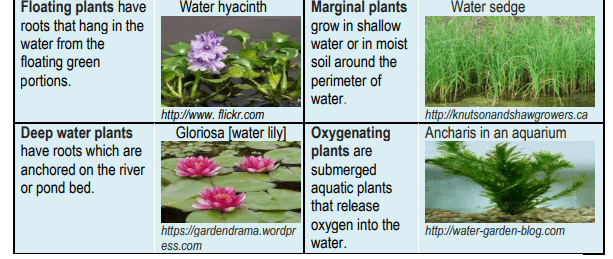 Floating plants have
roots that hang in the
water from the
floating green
portions.
Water hyacinth
http://www. flickr.com
Marginal plants
grow in shallow
water or in moist
soil around the
perimeter of
water.
Water sedge
http://knutsonandshawgrowers.ca
Deep water plants
have roots which are
anchored on the river
or pond bed.
Gloriosa [water lily]
https://gardendrama.wordpr
ess.com
Oxygenating
plants are
submerged
aquatic plants
that release
oxygen into the
water.
Ancharis in an aquarium
http://water-garden-blog.com